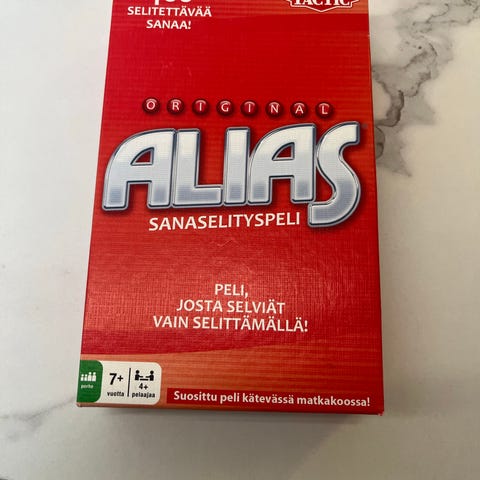 SELITETTÄVÄÄ
SANAA!
TACTIC
ORIGINAL
ALIAS
SANASELITYSPELI
PELI,
JOSTA SELVIÄT
VAIN SELITTÄMÄLLÄ!
perhe
7+
vuotta
4+
pelaajaa
Suosittu peli kätevässä matkakoossa!